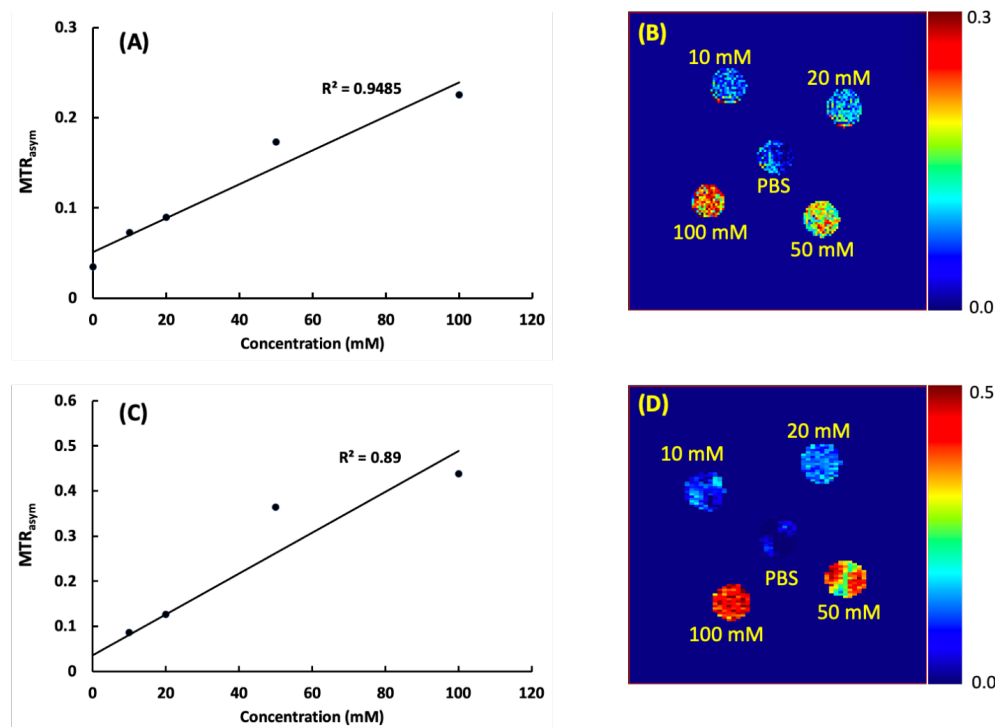 (A)
0.3
0.2
0.1
0
MTRasym
R² = 0.9485
0 20 40 60 80 100 120
Concentration (mM)
(B)
10 mM
20 mM
PBS
100 mM
50 mM
0.3
0.0
(C)
0.6
0.5
0.4
0.3
0.2
0.1
0
MTRasym
R² = 0.89
0 20 40 60 80 100 120
Concentration (mM)
(D)
20 mM
10 mM
PBS
50 mM
100 mM
0.5
0.0